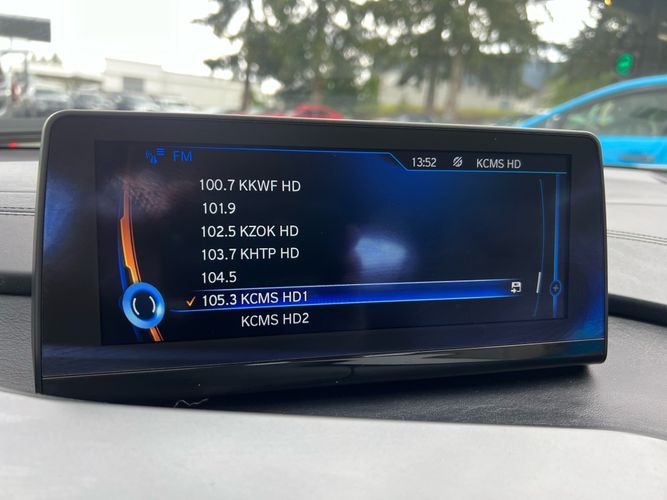 FM 13:52 KCMS HD
100.7 KKWF HD
101.9
102.5 KZOK HD
103.7 KHTP HD
104.5
105.3 KCMS HD1
KCMS HD2